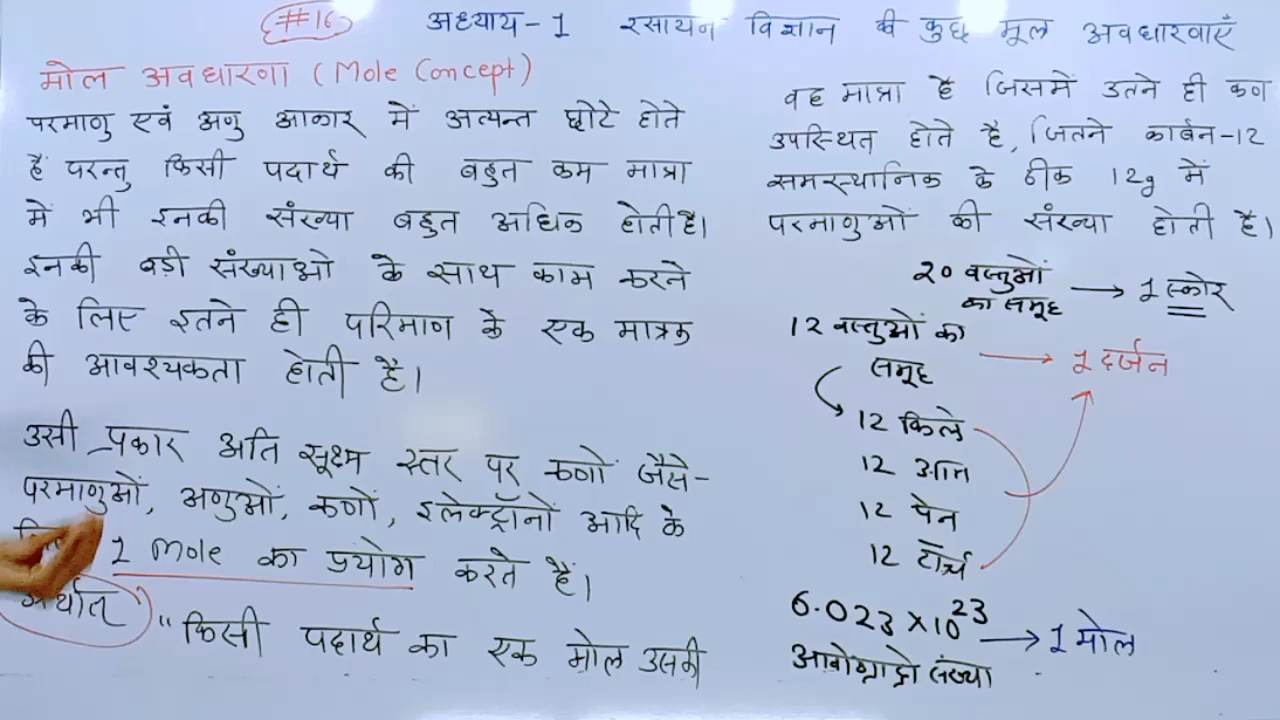 #16 अध्याय-1 रसायन विज्ञान की कुछ मूल अवधारणाएँ
मोल अवधारणा (Mole Concept)
परमाणु एवं अणु आकार में अत्यन्त छोटे होते
हैं परन्तु किसी पदार्थ की बहुत कम मात्रा
में भी इनकी संख्या बहुत अधिक होती है।
इनकी बड़ी संख्याओ के साथ काम करने
के लिए इतने ही परिमाण के एक मात्रक
की आवश्यकता होती है।
उसी प्रकार अति सूक्ष्म स्तर पर कणों जैसे-
परमाणुओं, अणुओं, कणों, इलेक्ट्रॉनों आदि के
1 Mole का प्रयोग करते हैं।
अर्थात्
"किसी पदार्थ का एक मोल उसकी
वह मात्रा है जिसमें उतने ही कण
उपस्थित होते है, जितने कार्बन-12
समस्थानिक के ठीक 12g में
परमाणुओं की संख्या होती है।
20 वस्तुओं
का समूह → 1 स्कोर
12 वस्तुओं का
समूह → 1 दर्जन
12 किले
12 आम
12 पेन
12 टॉर्च
6.023×10²³ → 1 मोल
आवोग्राद्रो संख्या